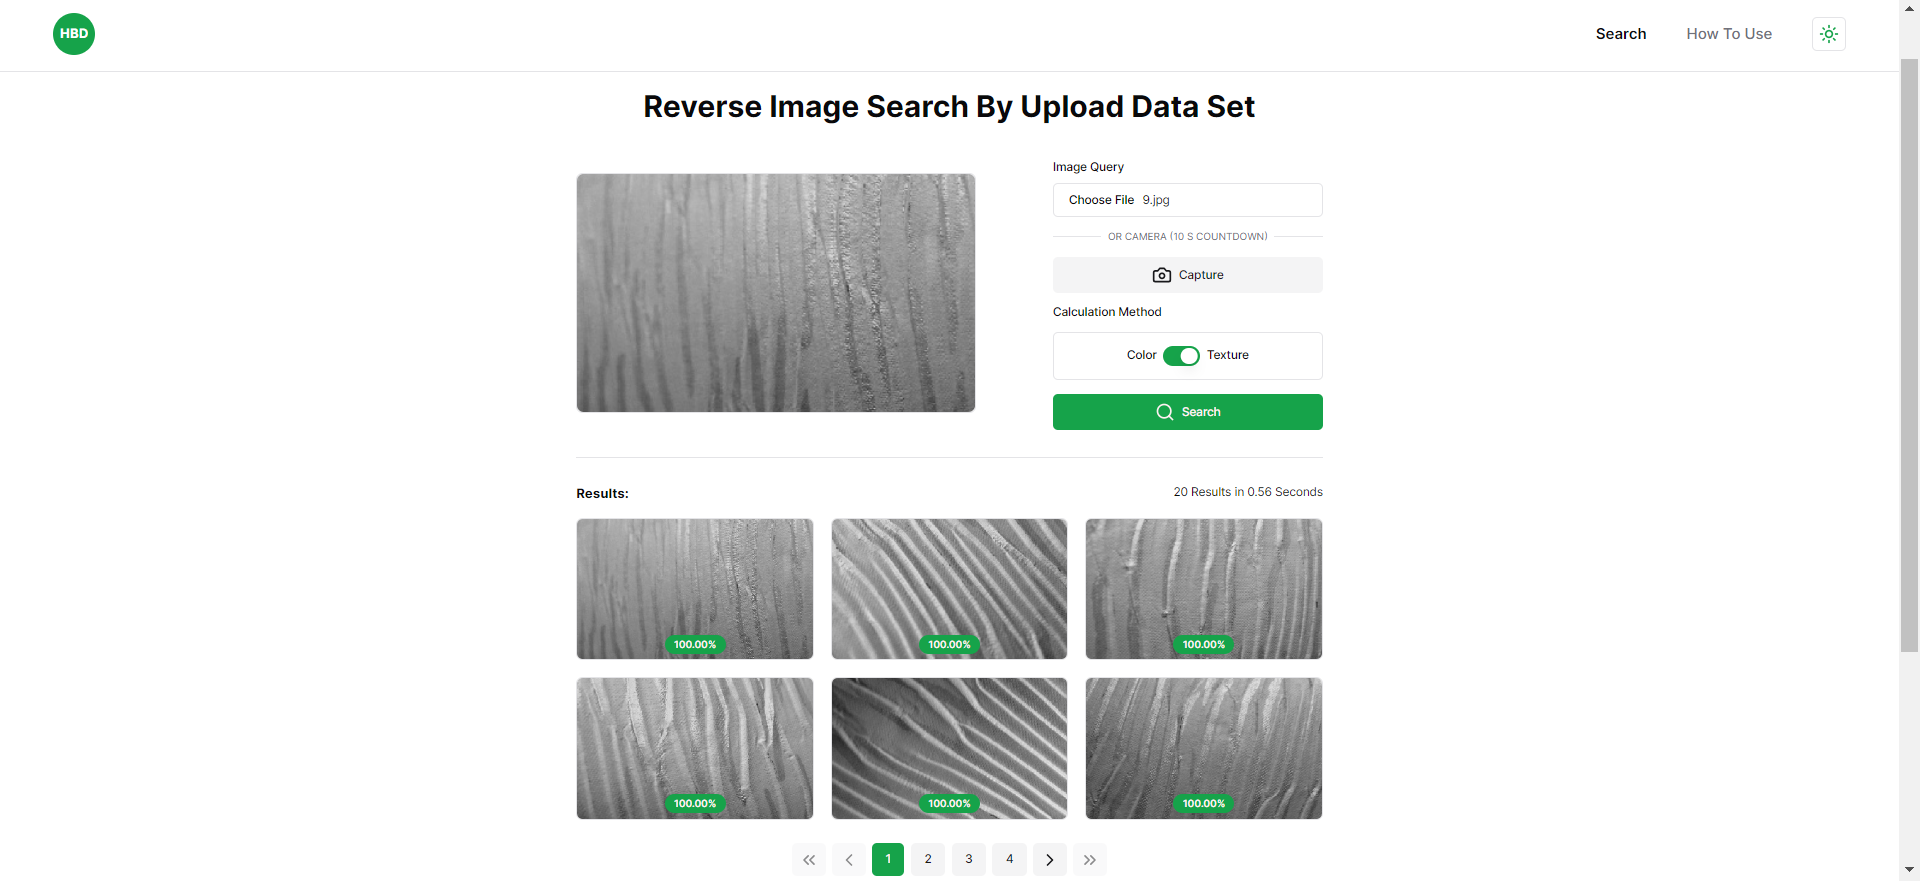 HBD
Search
How To Use
Reverse Image Search By Upload Data Set
Image Query
Choose File 9.jpg
OR CAMERA (10 S COUNTDOWN)
Capture
Calculation Method
Color Texture
Search
Results:
20 Results in 0.56 Seconds
100.00%
100.00%
100.00%
100.00%
100.00%
100.00%
1 2 3 4